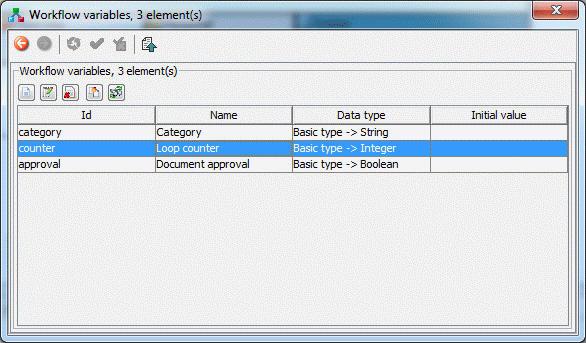 Workflow variables, 3 element(s)
Workflow variables, 3 element(s)
Id Name Data type Initial value
category Category Basic type -> String
counter Loop counter Basic type -> Integer
approval Document approval Basic type -> Boolean